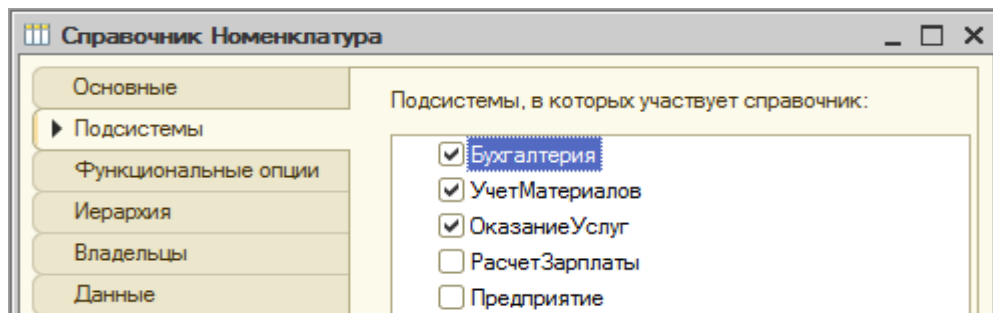 Справочник Номенклатура
Основные
Подсистемы
Функциональные опции
Иерархия
Владельцы
Данные
Подсистемы, в которых участвует справочник:
Бухгалтерия
УчетМатериалов
ОказаниеУслуг
РасчетЗарплаты
Предприятие